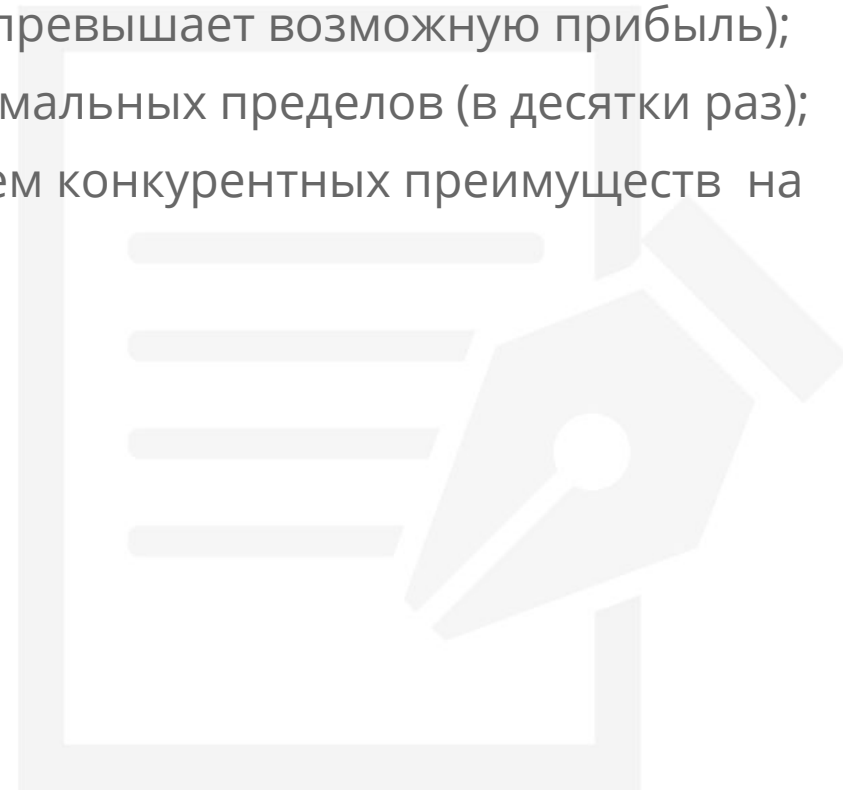 превышает возможную прибыль);
мальных пределов (в десятки раз);
ем конкурентных преимуществ на